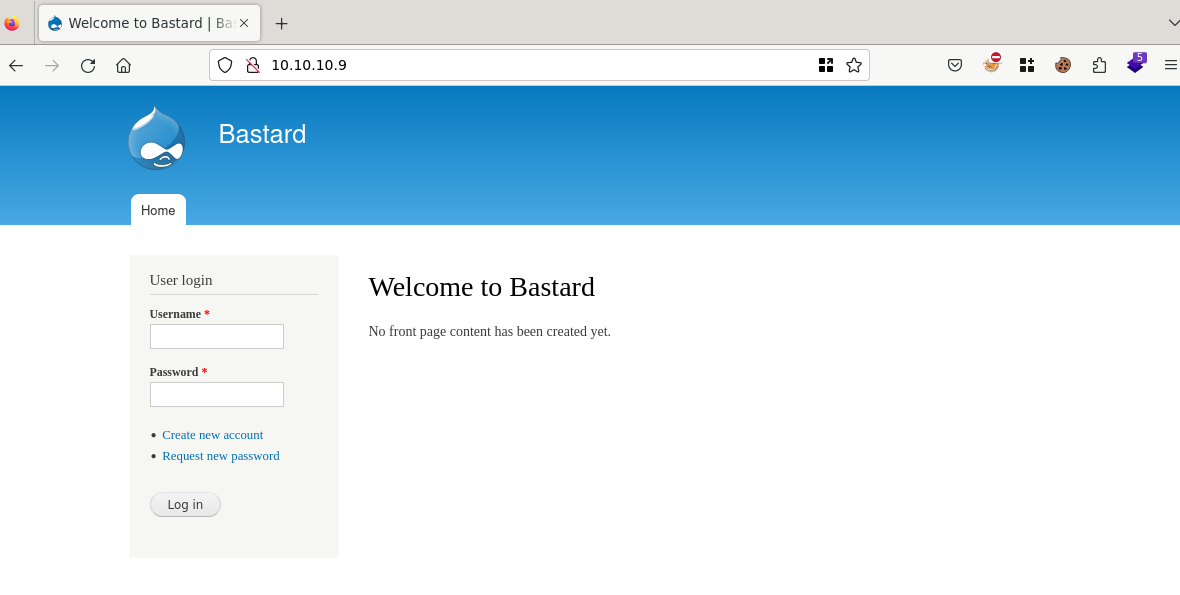 Welcome to Bastard | Ba
10.10.10.9
5
Bastard
Home
User login
Username *
Password *
Create new account
Request new password
Log in
Welcome to Bastard
No front page content has been created yet.